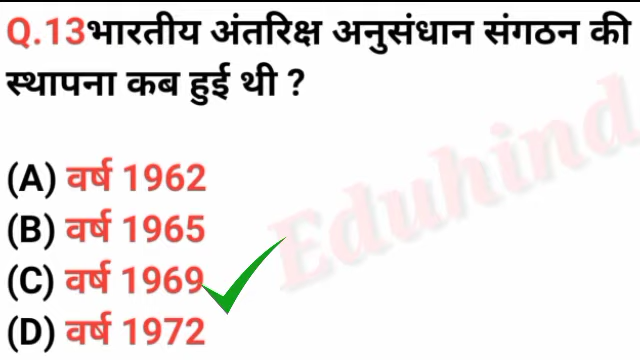 Q.13भारतीय अंतरिक्ष अनुसंधान संगठन की
स्थापना कब हुई थी ?
(A) वर्ष 1962
(B) वर्ष 1965
(C) वर्ष 1969
(D) वर्ष 1972
Eduhind